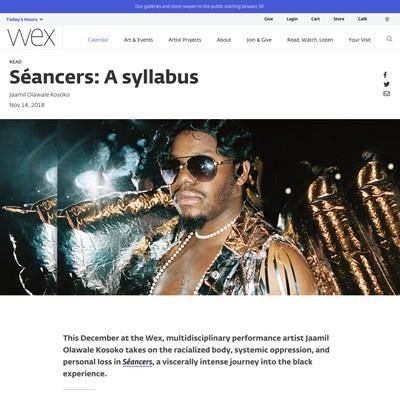 Our galleries and store reopen to the public starting January 30
Today's Hours
Give Login Cart Store Café
wex
Calendar Art & Events Artist Projects About Join & Give Read, Watch, Listen Your Visit
READ
Séancers: A syllabus
Jaamil Olawale Kosoko
Nov 14, 2018
This December at the Wex, multidisciplinary performance artist Jaamil
Olawale Kosoko takes on the racialized body, systemic oppression, and
personal loss in Séancers, a viscerally intense journey into the black
experience.